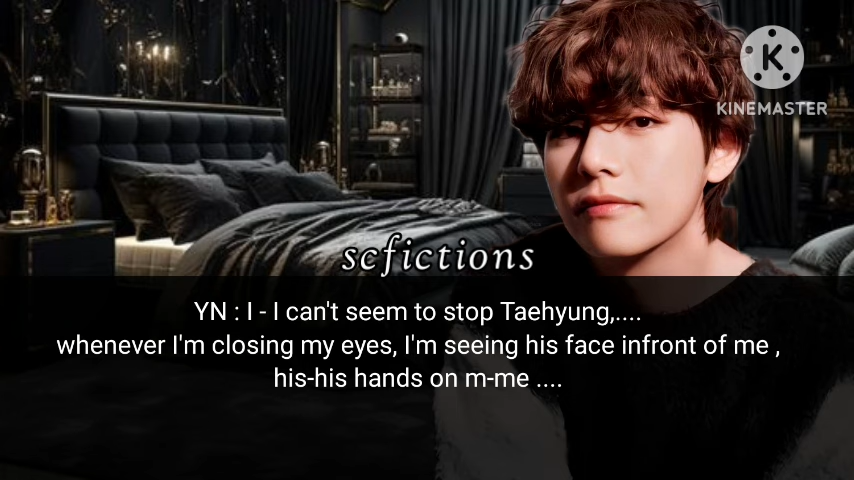 K
KINEMASTER
scfictions
YN : I - I can't seem to stop Taehyung,....
whenever I'm closing my eyes, I'm seeing his face infront of me ,
his-his hands on m-me ....